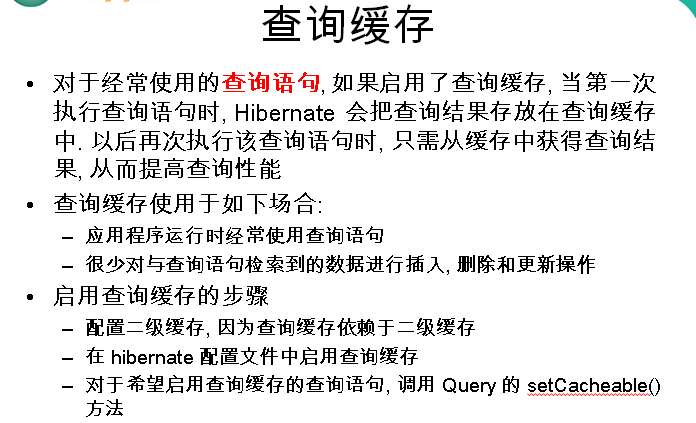 查询缓存
• 对于经常使用的查询语句, 如果启用了查询缓存, 当第一次
执行查询语句时, Hibernate 会把查询结果存放在查询缓存
中. 以后再次执行该查询语句时, 只需从缓存中获得查询结
果, 从而提高查询性能
• 查询缓存使用于如下场合:
– 应用程序运行时经常使用查询语句
– 很少对与查询语句检索到的数据进行插入, 删除和更新操作
• 启用查询缓存的步骤
– 配置二级缓存, 因为查询缓存依赖于二级缓存
– 在 hibernate 配置文件中启用查询缓存
– 对于希望启用查询缓存的查询语句, 调用 Query 的 setCacheable()
方法